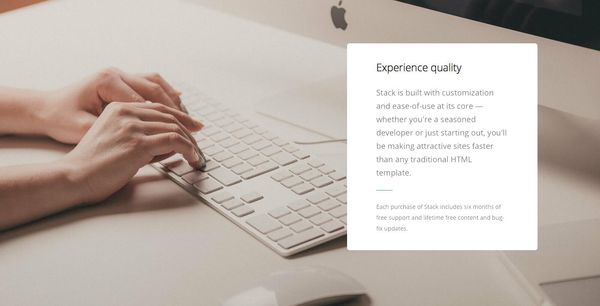 Experience quality
Stack is built with customization
and ease-of-use at its core —
whether you're a seasoned
developer or just starting out, you'll
be making attractive sites faster
than any traditional HTML
template.
Each purchase of Stack includes six months of
free support and lifetime free content and bug-
fix updates.